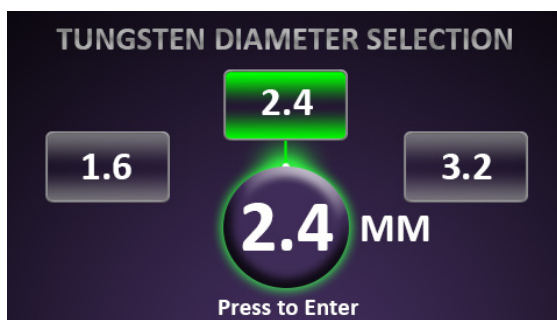 TUNGSTEN DIAMETER SELECTION
2.4
1.6
3.2
2.4 MM
Press to Enter